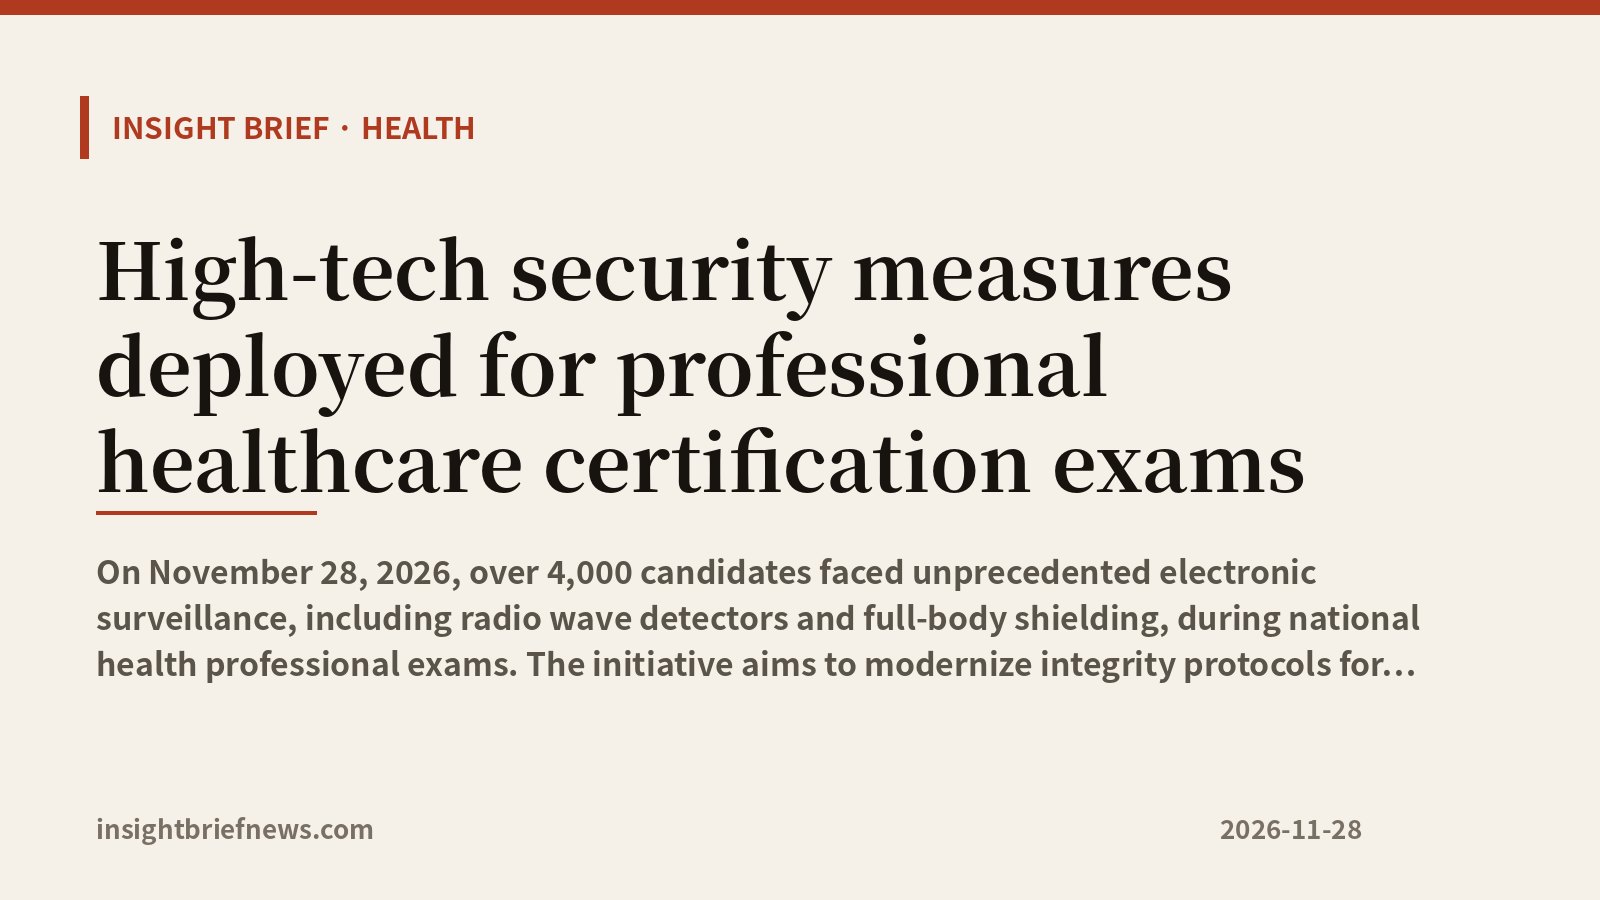 INSIGHT BRIEF · HEALTH
High-tech security measures
deployed for professional
healthcare certification exams
On November 28, 2026, over 4,000 candidates faced unprecedented electronic
surveillance, including radio wave detectors and full-body shielding, during national
health professional exams. The initiative aims to modernize integrity protocols for…
insightbriefnews.com
2026-11-28